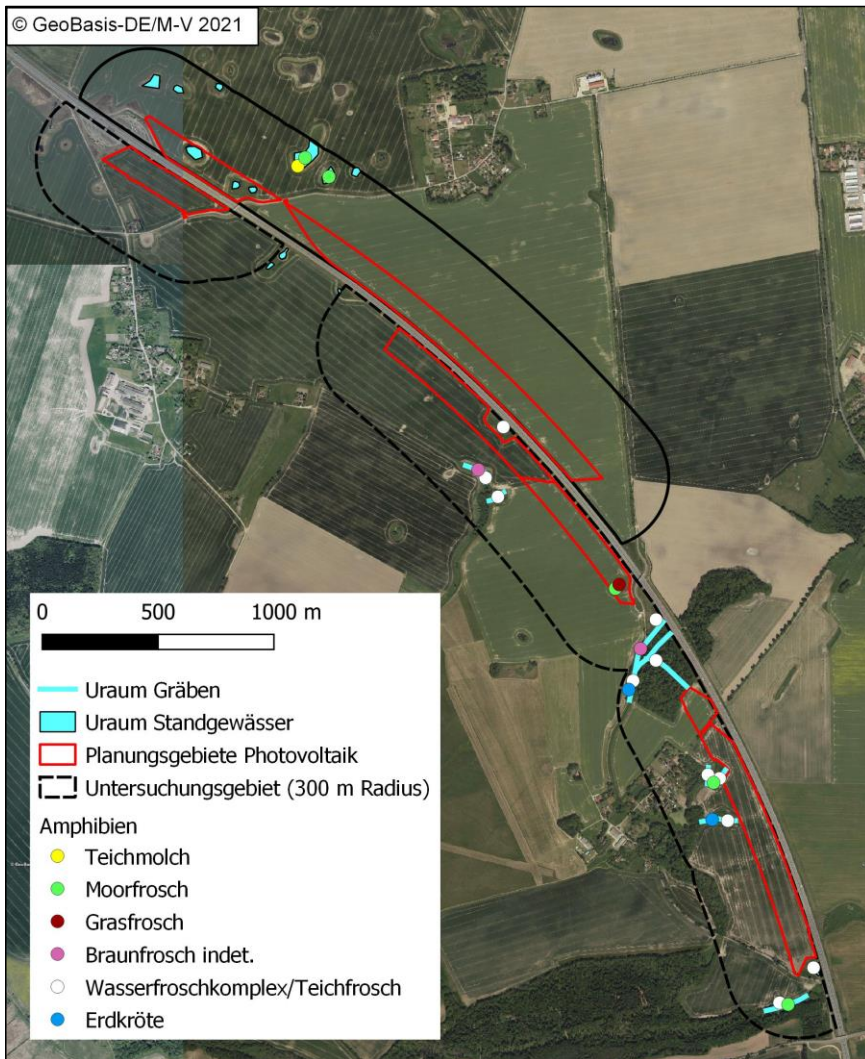 © GeoBasis-DE/M-V 2021
0 500 1000 m
Uraum Gräben
Uraum Standgewässer
Planungsgebiete Photovoltaik
Untersuchungsgebiet (300 m Radius)
Amphibien
Teichmolch
Moorfrosch
Grasfrosch
Braunfrosch indet.
Wasserfroschkomplex/Teichfrosch
Erdkröte